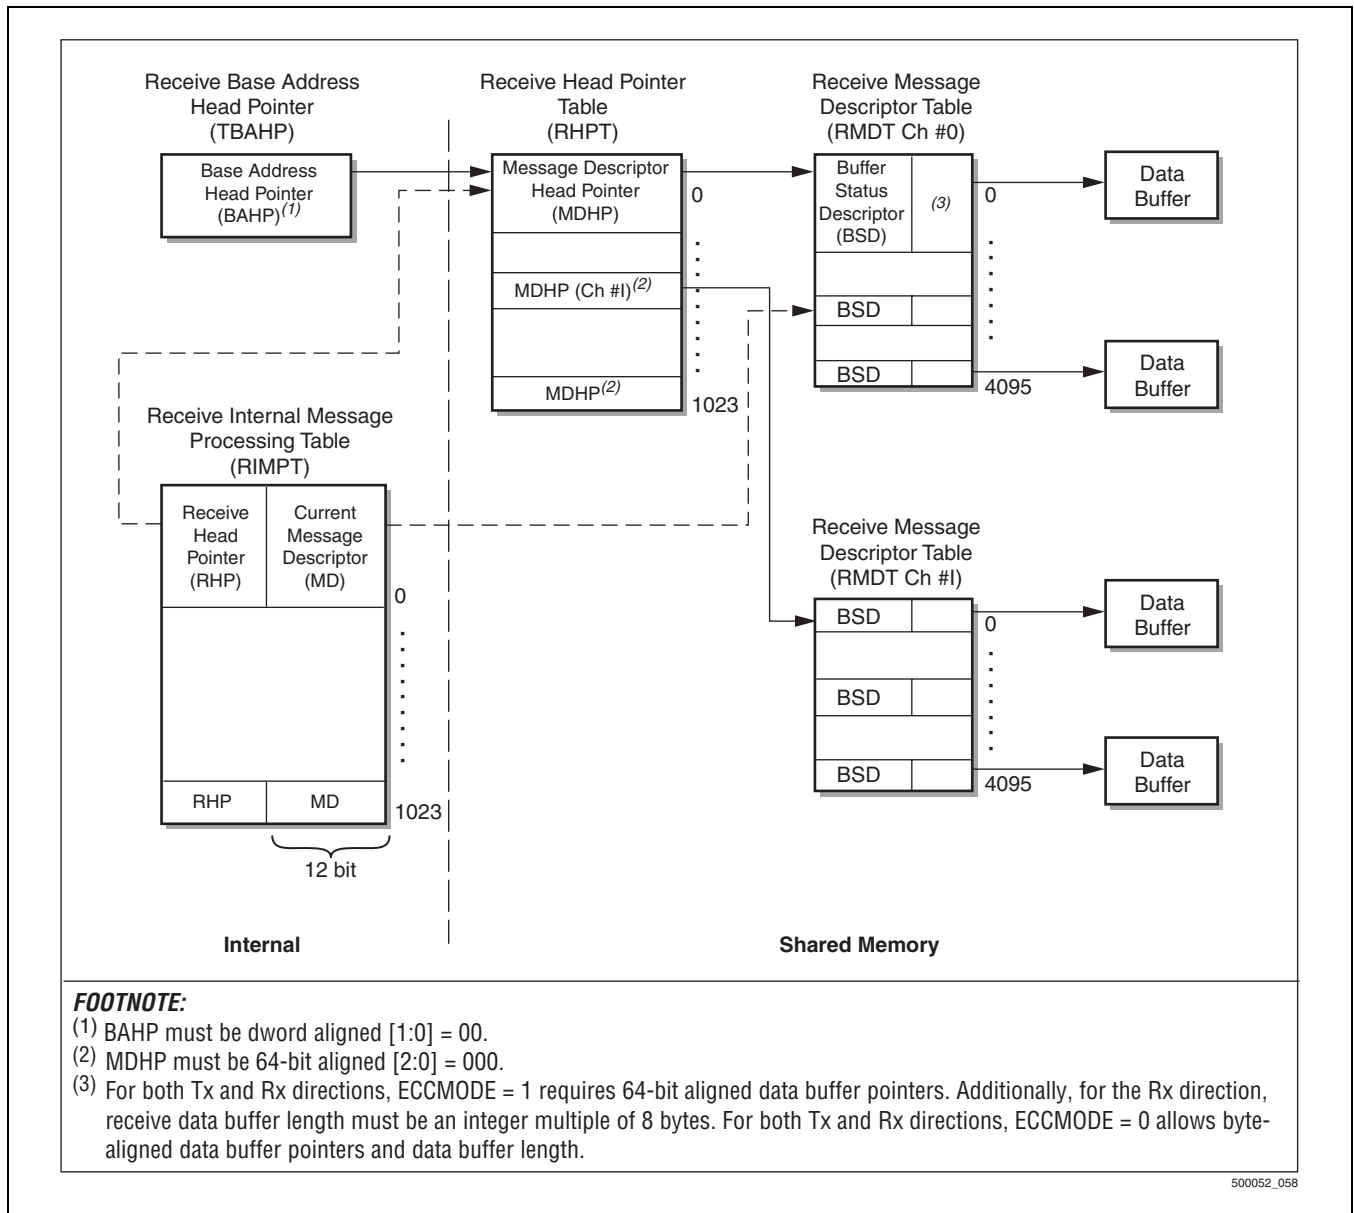 Receive Base Address
Head Pointer
(TBAHP)
Base Address
Head Pointer
(BAHP)(1)
Receive Head Pointer
Table
(RHPT)
Message Descriptor
Head Pointer
(MDHP)
0
MDHP (Ch #I)(2)
MDHP(2)
1023
Receive Message
Descriptor Table
(RMDT Ch #0)
Buffer
Status
Descriptor
(BSD)
(3)
0
BSD
BSD
4095
Data
Buffer
Data
Buffer
Receive Internal Message
Processing Table
(RIMPT)
Receive
Head
Pointer
(RHP)
Current
Message
Descriptor
(MD)
0
RHP
MD
1023
12 bit
Receive Message
Descriptor Table
(RMDT Ch #I)
BSD
0
BSD
BSD
4095
Data
Buffer
Data
Buffer
Internal
Shared Memory
FOOTNOTE:
(1) BAHP must be dword aligned [1:0] = 00.
(2) MDHP must be 64-bit aligned [2:0] = 000.
(3) For both Tx and Rx directions, ECCMODE = 1 requires 64-bit aligned data buffer pointers. Additionally, for the Rx direction,
receive data buffer length must be an integer multiple of 8 bytes. For both Tx and Rx directions, ECCMODE = 0 allows byte-
aligned data buffer pointers and data buffer length.
500052_058